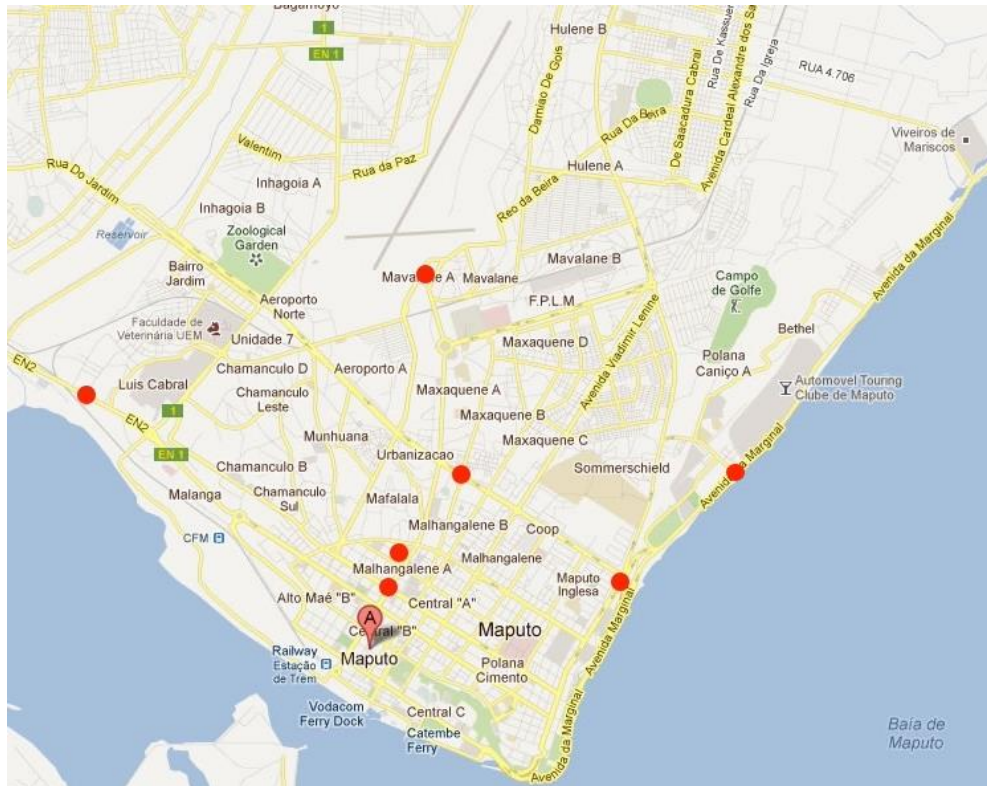 Bagamoyo
1
EN 1
Hulene B
Damiao De Gois
De Saacadura Cabral
Rua De Kassuen
Avenida Cardeal Alexandre dos Sa
Rua Da Igreja
RUA 4.706
Viveiros de
Mariscos
Rua Da Beira
Valentim
Rua da Paz
Hulene A
Rua Do Jardim
Inhagoia A
Reo da Beira
Inhagoia B
Reservoir
Zoological
Garden
Avenida da Marginal
Bairro
Jardim
Mavalane A
Mavalane
Mavalane B
Campo
de Golfe
Aeroporto
Norte
F.P.L.M
Faculdade de
Veterinária UEM
Unidade 7
Maxaquene D
Avenida Vladimir Lenine
Bethel
EN2
Luis Cabral
Chamanculo D
Aeroporto A
Polana
Caniço A
Chamanculo
Leste
Maxaquene A
Automovel Touring
Clube de Maputo
1
EN2
Maxaquene B
EN 1
Munhuana
Maxaquene C
Urbanizacao
Chamanculo B
Sommerschield
Avenida da Marginal
Malanga
Chamanculo
Sul
Mafalala
Malhangalene B
Coop
CFM
Malhangalene A
Malhangalene
Maputo
Inglesa
Alto Maé "B"
Central "A"
A
Central "B"
Maputo
Avenida da Marginal
Railway
Estação
de Trem
Maputo
Polana
Cimento
Vodacom
Ferry Dock
Central C
Catembe
Ferry
Avenida da Marginal
Baía de
Maputo